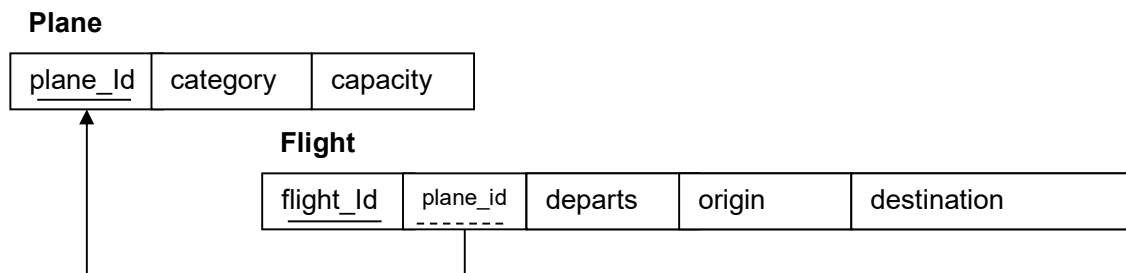 Plane
plane_Id category capacity
Flight
flight_Id plane_id departs origin destination